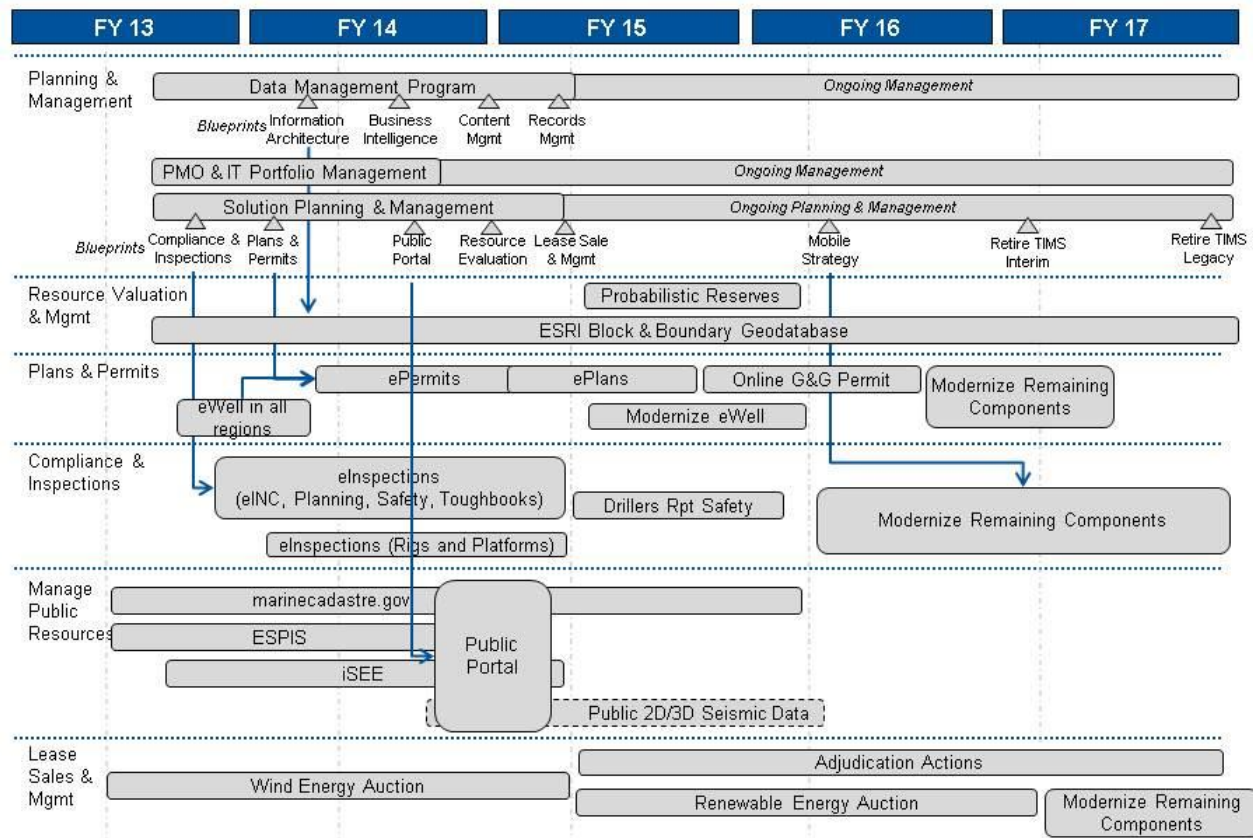 FY 13
FY 14
FY 15
FY 16
FY 17
Planning &
Management
Data Management Program
Ongoing Management
Blueprints
Information
Architecture
Business
Intelligence
Content
Mgmt
Records
Mgmt
PMO & IT Portfolio Management
Ongoing Management
Solution Planning & Management
Ongoing Planning & Management
Blueprints
Compliance &
Inspections
Plans &
Permits
Public
Portal
Resource
Evaluation
Lease Sale
& Mgmt
Mobile
Strategy
Retire TIMS
Interim
Retire TIMS
Legacy
Resource Valuation
& Mgmt
Probabilistic Reserves
ESRI Block & Boundary Geodatabase
Plans & Permits
ePermits
ePlans
Online G&G Permit
Modernize Remaining
Components
eWell in all
regions
Modernize eWell
Compliance &
Inspections
eInspections
(eINC, Planning, Safety, Toughbooks)
Drillers Rpt Safety
Modernize Remaining Components
eInspections (Rigs and Platforms)
Manage
Public
Resources
marinecadastre.gov
ESPIS
iSEE
Public
Portal
Public 2D/3D Seismic Data
Lease
Sales &
Mgmt
Wind Energy Auction
Adjudication Actions
Renewable Energy Auction
Modernize Remaining
Components